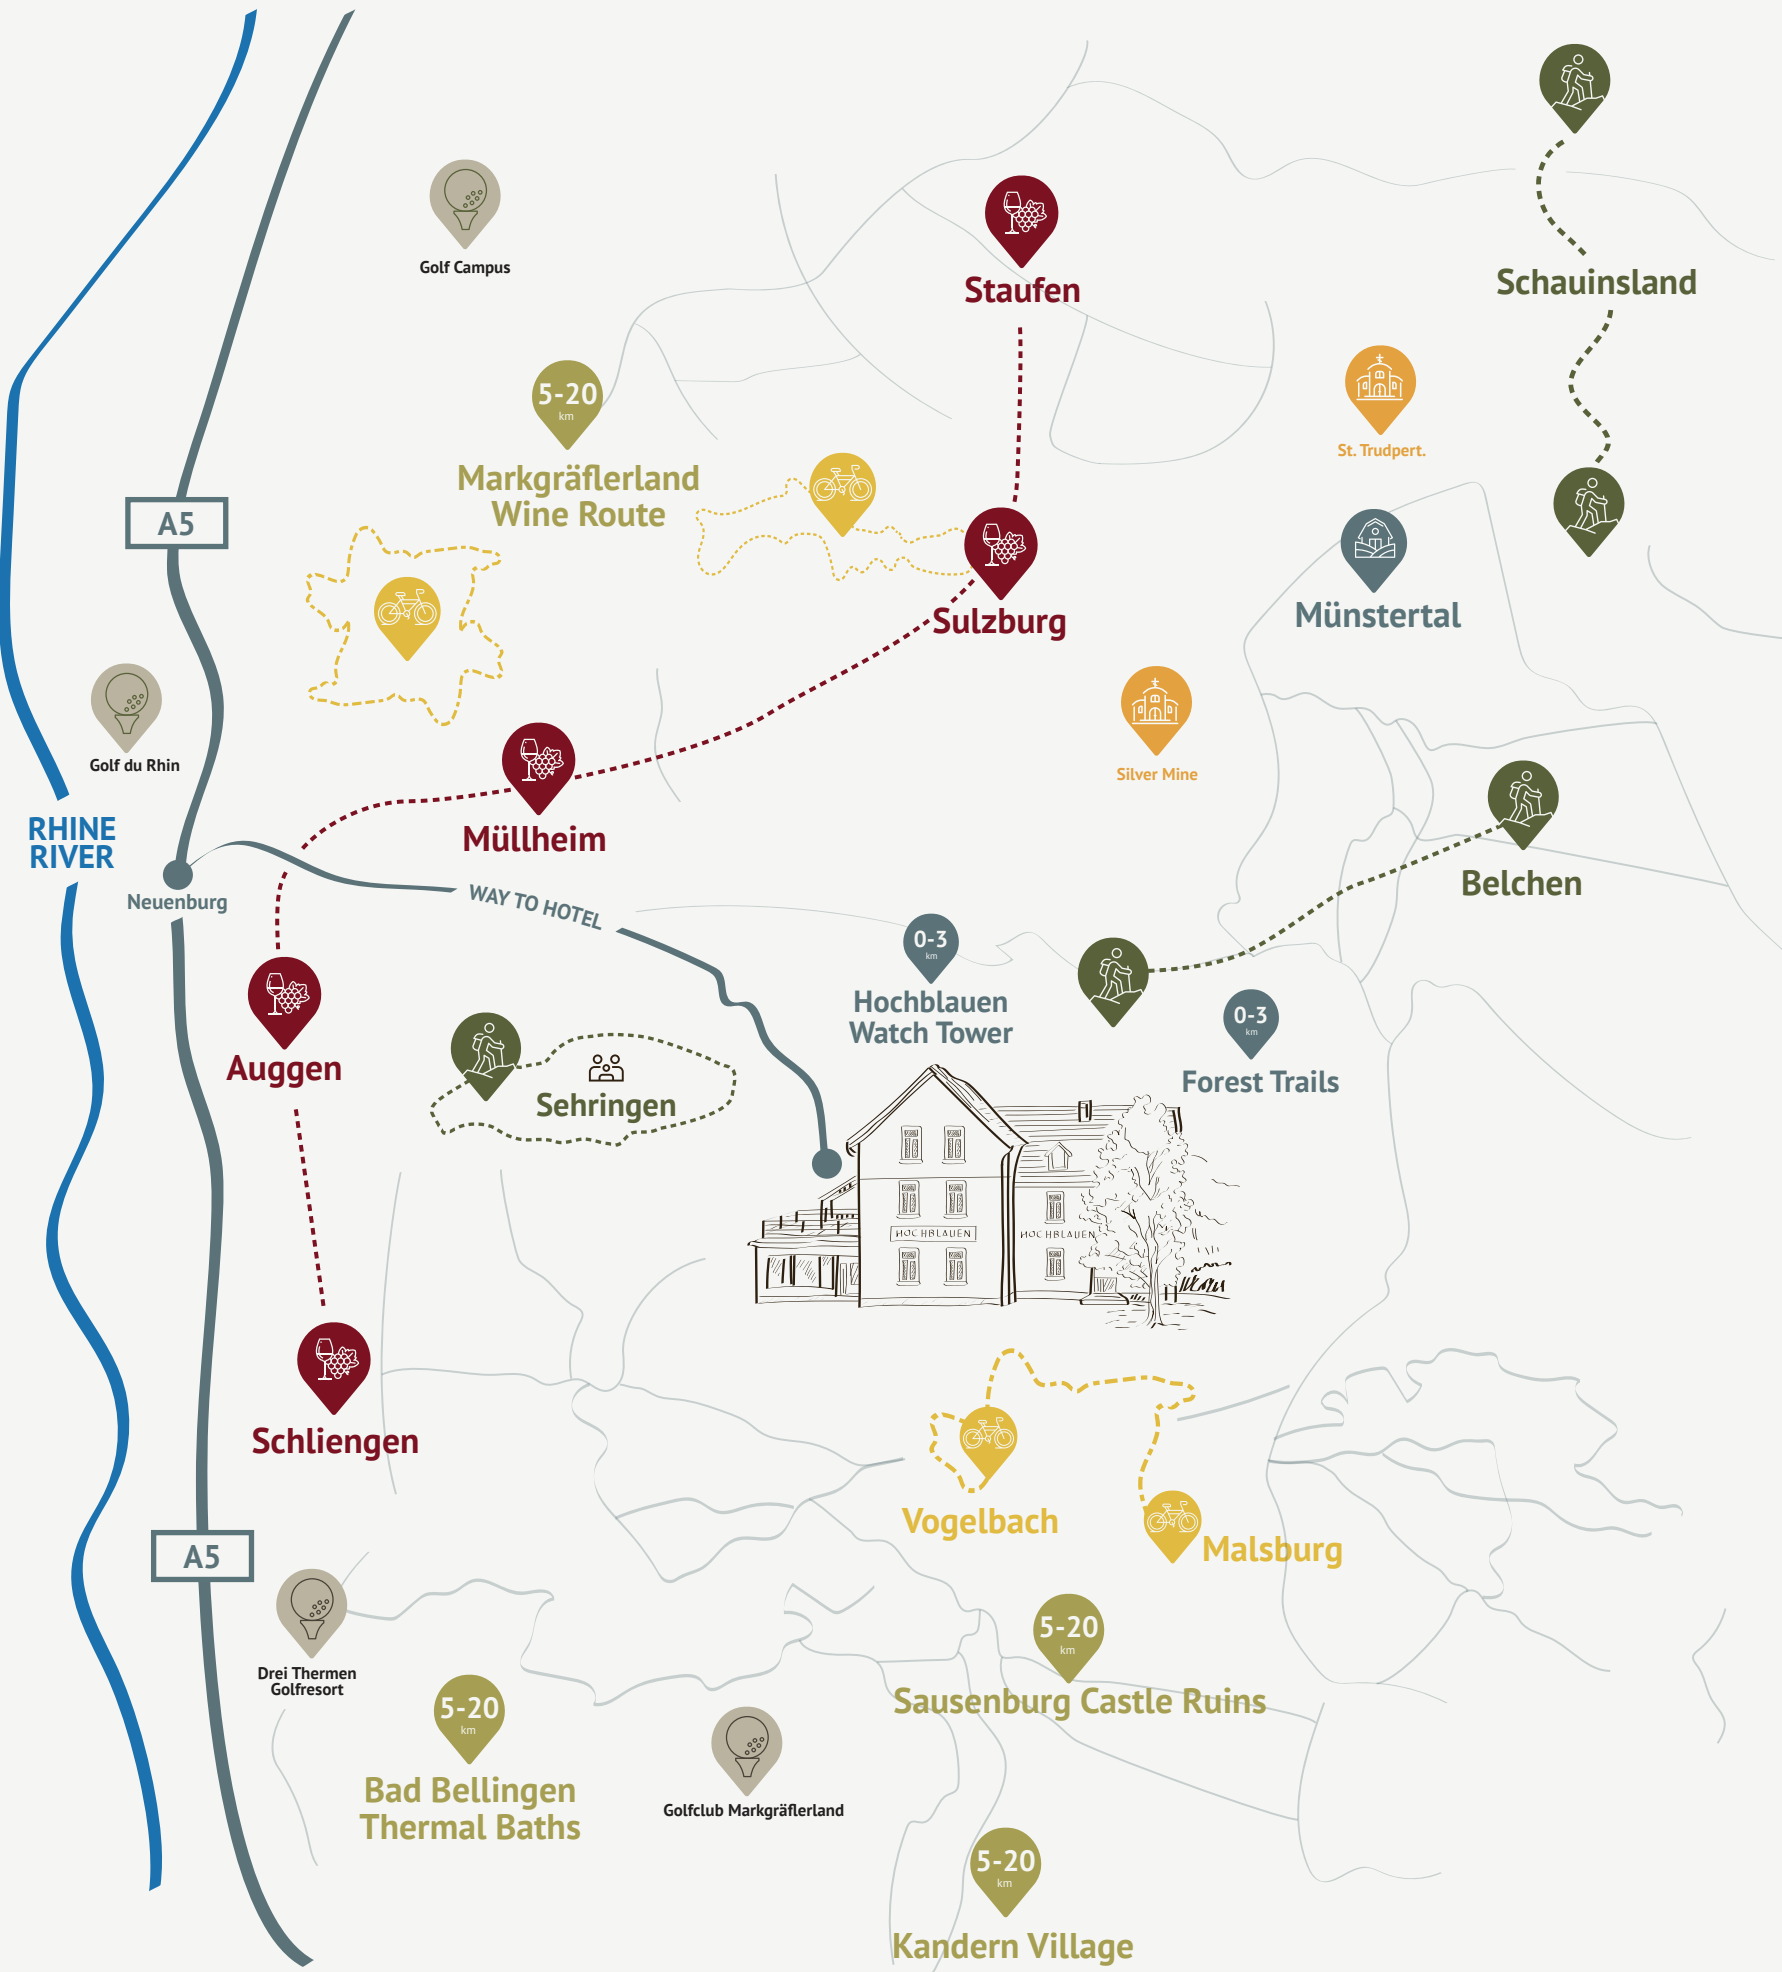 Golf Campus
Staufen
Schauinsland
5-20
km
Markgräflerland
Wine Route
St. Trudpert.
A5
Sulzburg
Münstertal
Golf du Rhin
Silver Mine
RHINE
RIVER
Müllheim
Neuenburg
WAY TO HOTEL
Belchen
0-3
km
Hochblauen
Watch Tower
0-3
km
Forest Trails
Auggen
Sehringen
HOCHBLAUEN
HOCHBLAUEN
Schliengen
Vogelbach
Malsburg
A5
Drei Thermen
Golfresort
5-20
km
Sausenburg Castle Ruins
5-20
km
Bad Bellingen
Thermal Baths
Golfclub Markgräflerland
5-20
km
Kandern Village